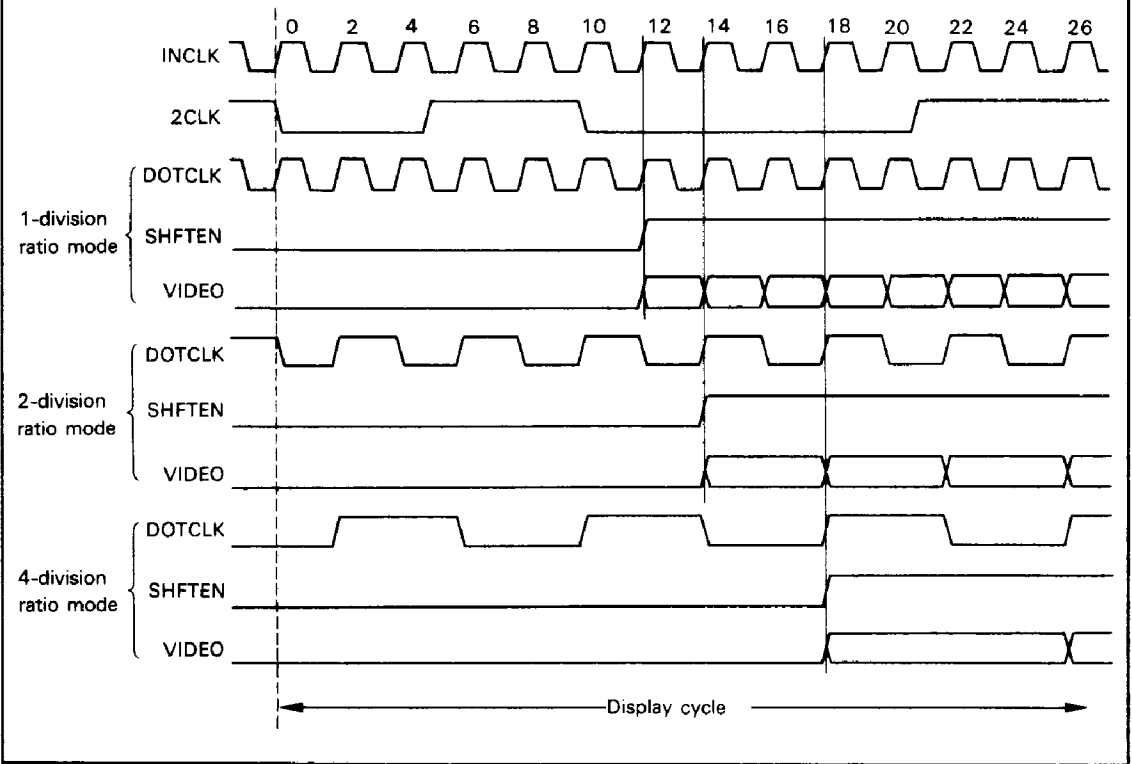 0 2 4 6 8 10 12 14 16 18 20 22 24 26
INCLK
2CLK
1-division
ratio mode
DOTCLK
SHFTEN
VIDEO
2-division
ratio mode
DOTCLK
SHFTEN
VIDEO
4-division
ratio mode
DOTCLK
SHFTEN
VIDEO
Display cycle